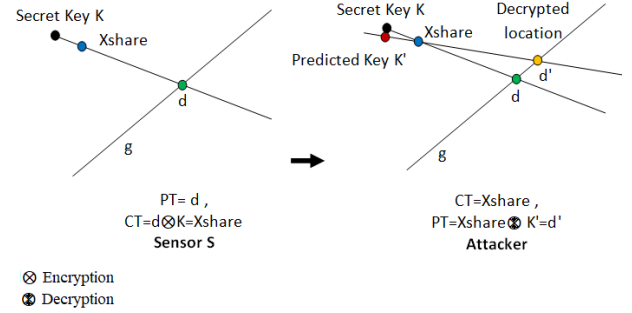 Secret Key K
Xshare
d
g
PT= d ,
CT=d⊗K=Xshare
Sensor S
Secret Key K
Xshare
Decrypted
location
Predicted Key K'
d'
d
g
CT=Xshare ,
PT=Xshare K'=d'
Attacker
⊗ Encryption
Decryption